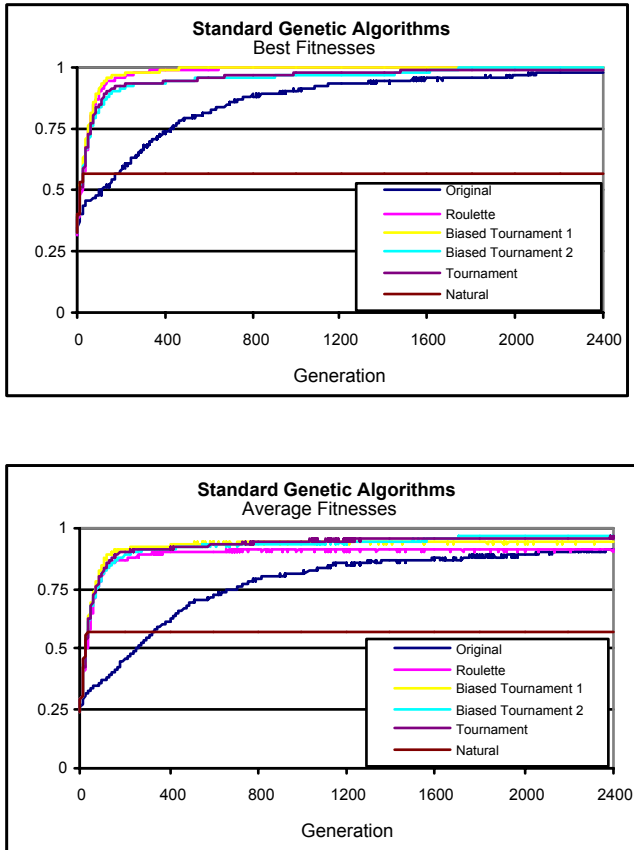 Standard Genetic Algorithms
Best Fitnesses
1
0.75
0.5
0.25
0
Original
Roulette
Biased Tournament 1
Biased Tournament 2
Tournament
Natural
0 400 800 1200 1600 2000 2400
Generation
Standard Genetic Algorithms
Average Fitnesses
1
0.75
0.5
0.25
0
Original
Roulette
Biased Tournament 1
Biased Tournament 2
Tournament
Natural
0 400 800 1200 1600 2000 2400
Generation